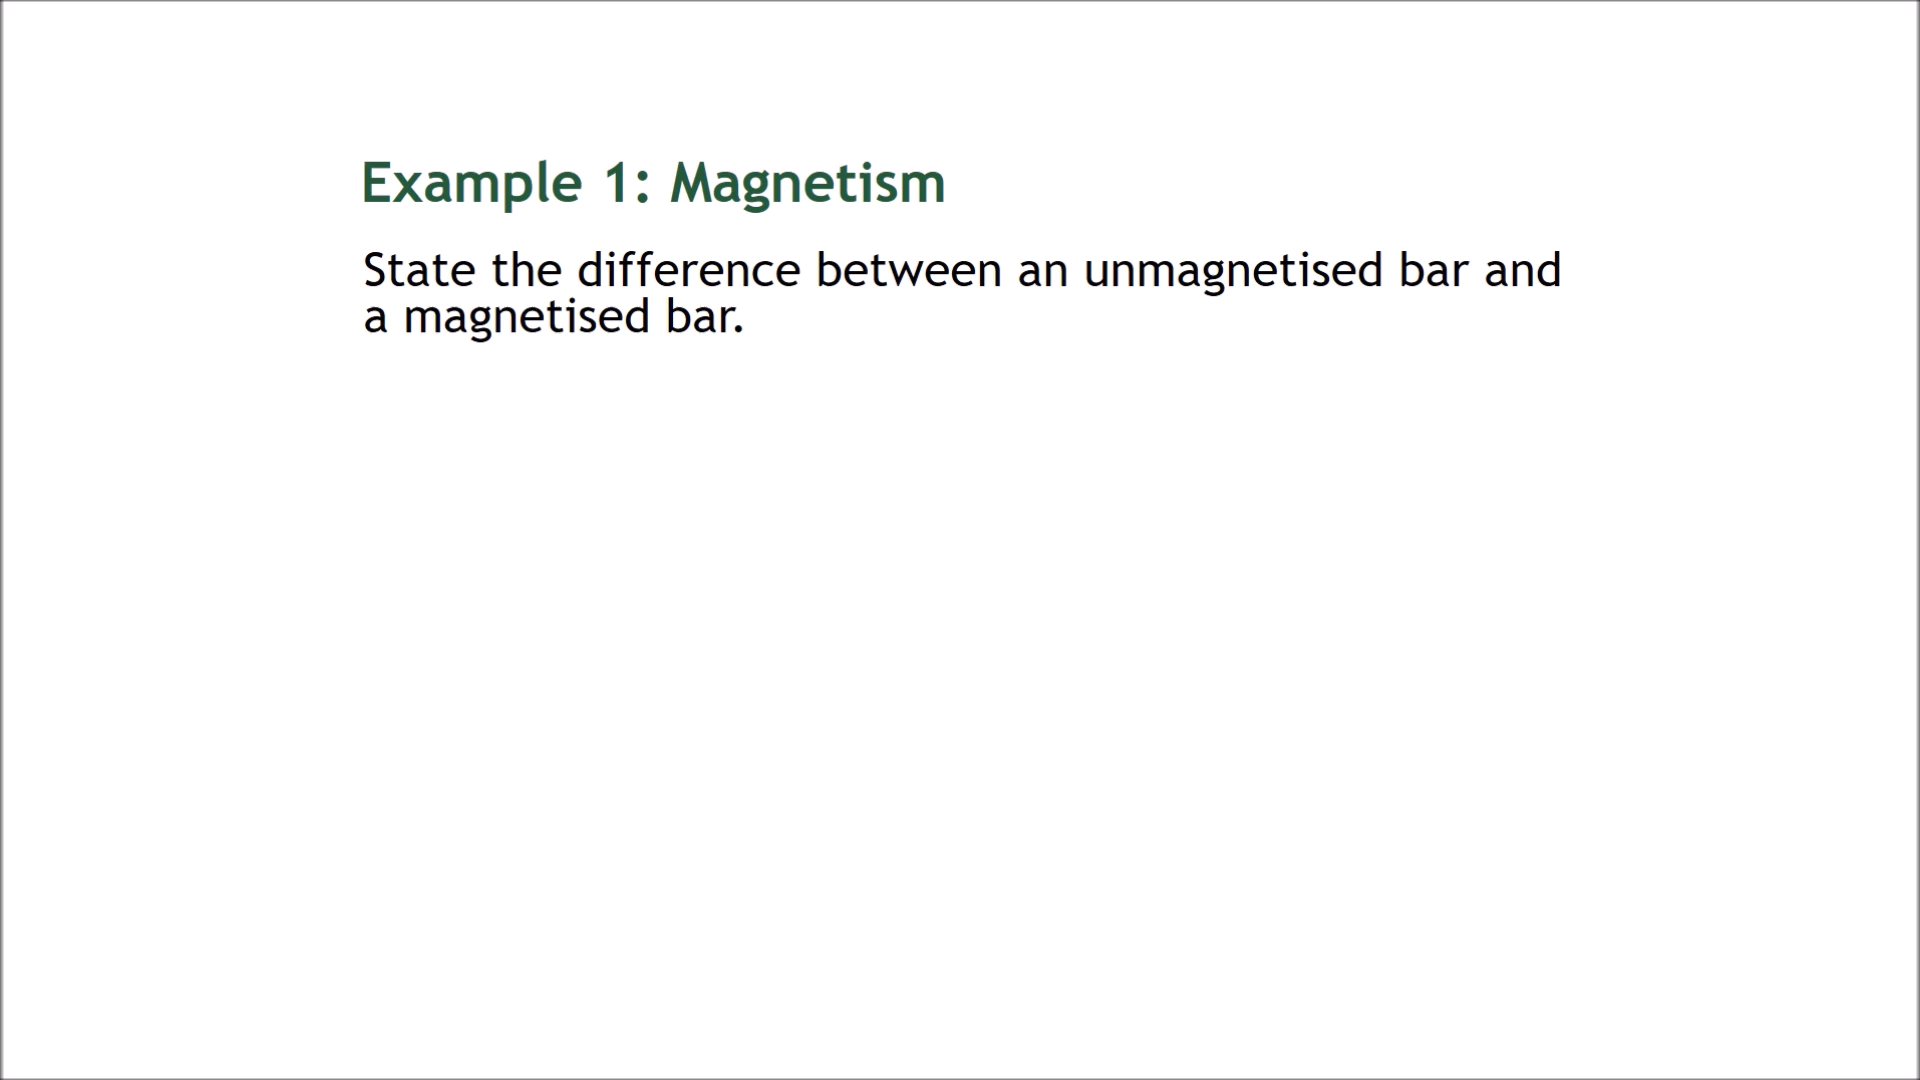 Example 1: Magnetism
State the difference between an unmagnetised bar and
a magnetised bar.